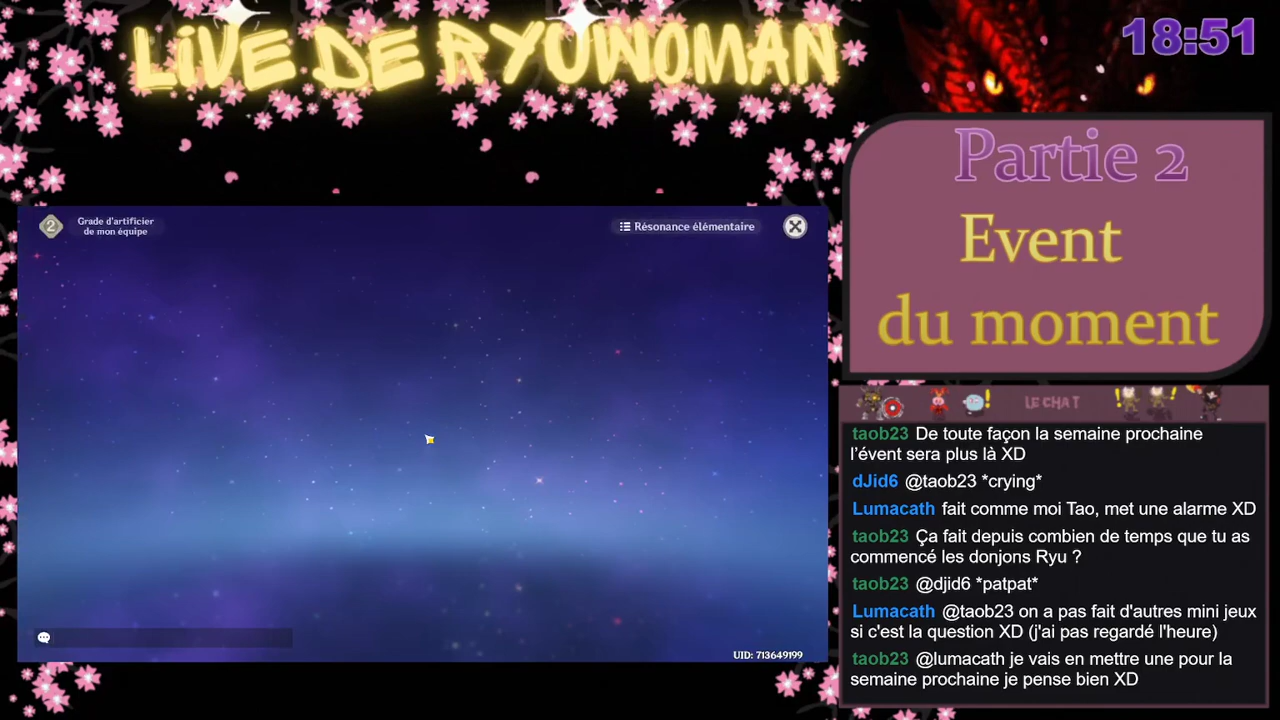 LIVE DE RYUWOMAN
18:51
Partie 2
Event
du moment
2
Grade d'artificier
de mon équipe
Résonance élémentaire
UID: 713649199
LE CHAT
taob23 De toute façon la semaine prochaine
l'évent sera plus là XD
dJid6 @taob23 *crying*
Lumacath fait comme moi Tao, met une alarme XD
taob23 Ça fait depuis combien de temps que tu as
commencé les donjons Ryu ?
taob23 @djid6 *patpat*
Lumacath @taob23 on a pas fait d'autres mini jeux
si c'est la question XD (j'ai pas regardé l'heure)
taob23 @lumacath je vais en mettre une pour la
semaine prochaine je pense bien XD